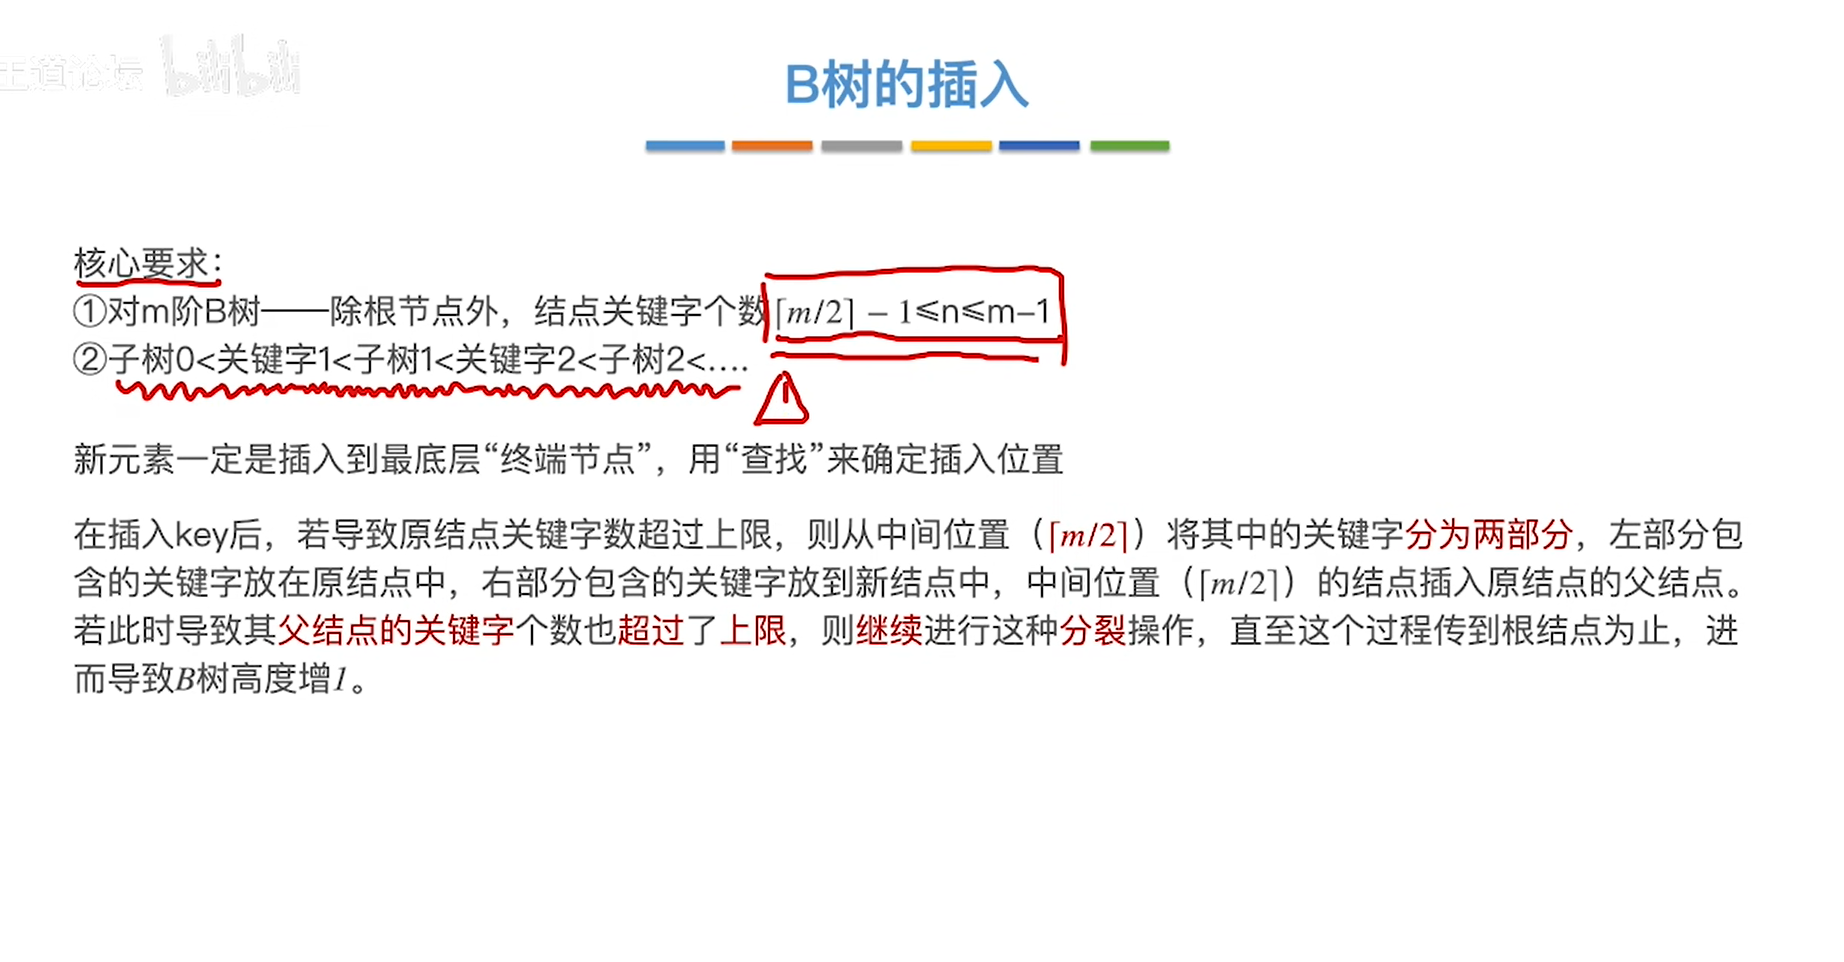 王道论坛 bilibili
B树的插入
核心要求：
①对m阶B树——除根节点外，结点关键字个数⌈m/2⌉ – 1≤n≤m–1
②子树0<关键字1<子树1<关键字2<子树2<....
新元素一定是插入到最底层“终端节点”，用“查找”来确定插入位置
在插入key后，若导致原结点关键字数超过上限，则从中间位置（⌈m/2⌉）将其中的关键字分为两部分，左部分包
含的关键字放在原结点中，右部分包含的关键字放到新结点中，中间位置（⌈m/2⌉）的结点插入原结点的父结点。
若此时导致其父结点的关键字个数也超过了上限，则继续进行这种分裂操作，直至这个过程传到根结点为止，进
而导致B树高度增1。